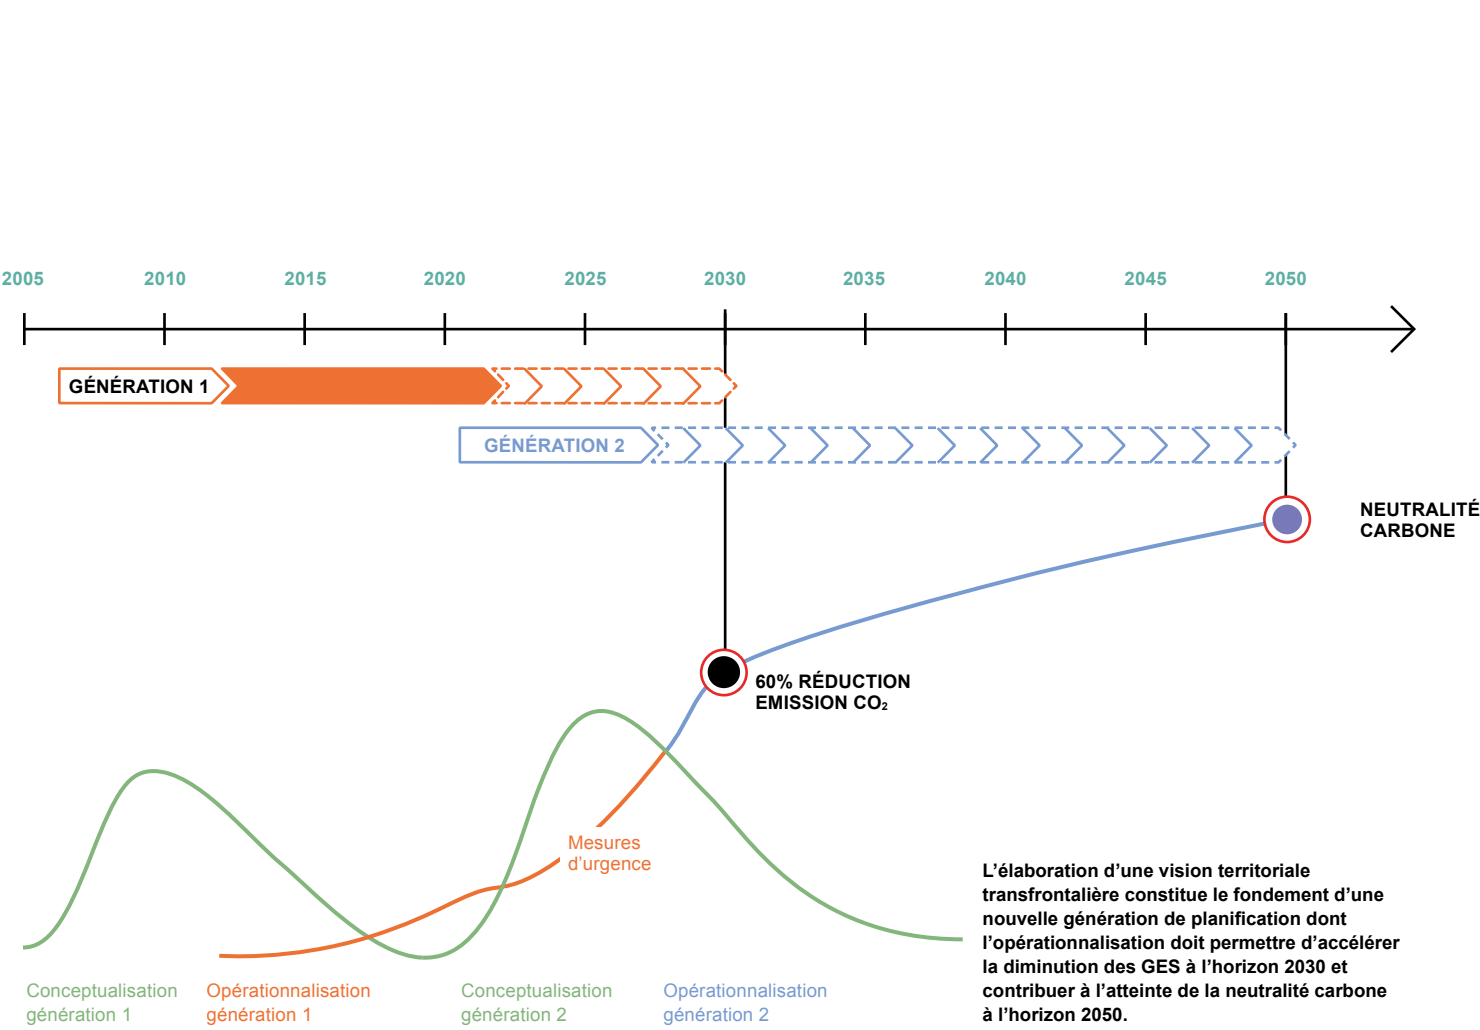 2005 2010 2015 2020 2025 2030 2035 2040 2045 2050
GÉNÉRATION 1
GÉNÉRATION 2
NEUTRALITÉ
CARBONE
60% RÉDUCTION
EMISSION CO₂
Mesures
d’urgence
L’élaboration d’une vision territoriale
transfrontalière constitue le fondement d’une
nouvelle génération de planification dont
l’opérationnalisation doit permettre d’accélérer
la diminution des GES à l’horizon 2030 et
contribuer à l’atteinte de la neutralité carbone
à l’horizon 2050.
Conceptualisation
génération 1
Opérationnalisation
génération 1
Conceptualisation
génération 2
Opérationnalisation
génération 2